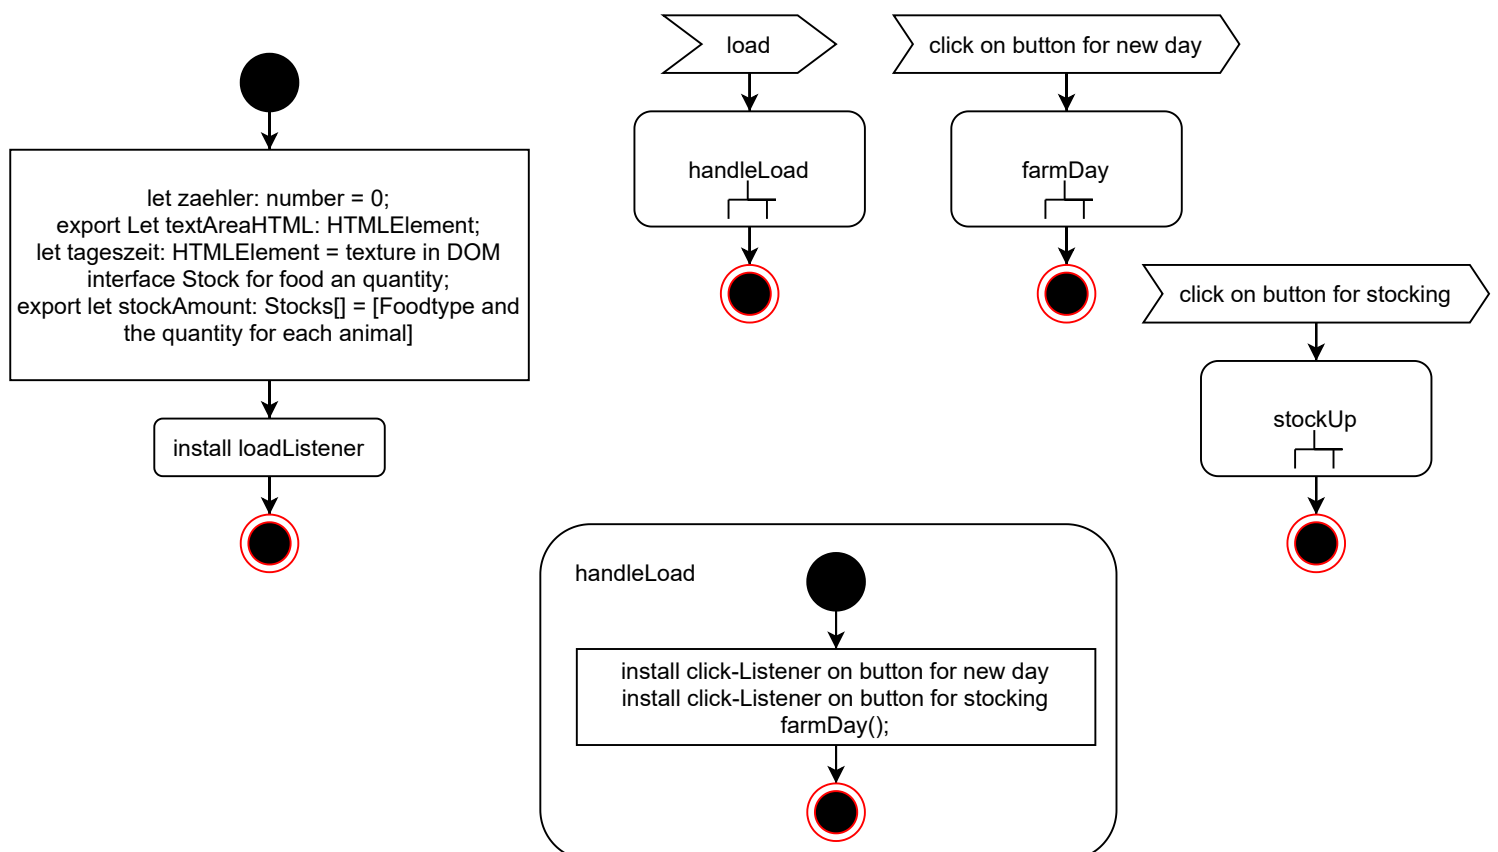 load
click on button for new day
handleLoad
farmDay
let zaehler: number = 0;
export Let textAreaHTML: HTMLElement;
let tageszeit: HTMLElement = texture in DOM
interface Stock for food an quantity;
export let stockAmount: Stocks[] = [Foodtype and
the quantity for each animal]
install loadListener
click on button for stocking
stockUp
handleLoad
install click-Listener on button for new day
install click-Listener on button for stocking
farmDay();